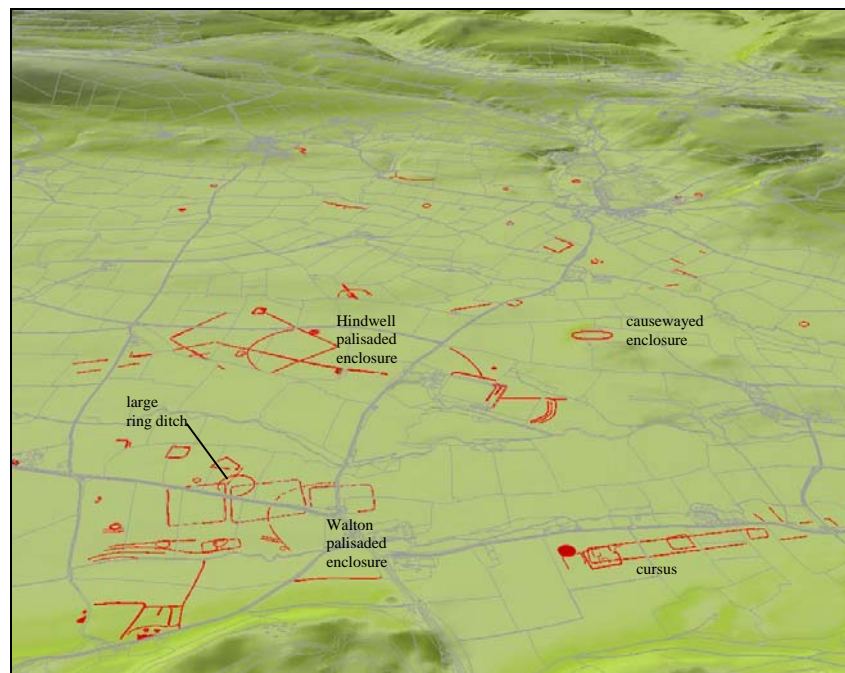 Hindwell
palisaded
enclosure
causewayed
enclosure
large
ring ditch
Walton
palisaded
enclosure
cursus